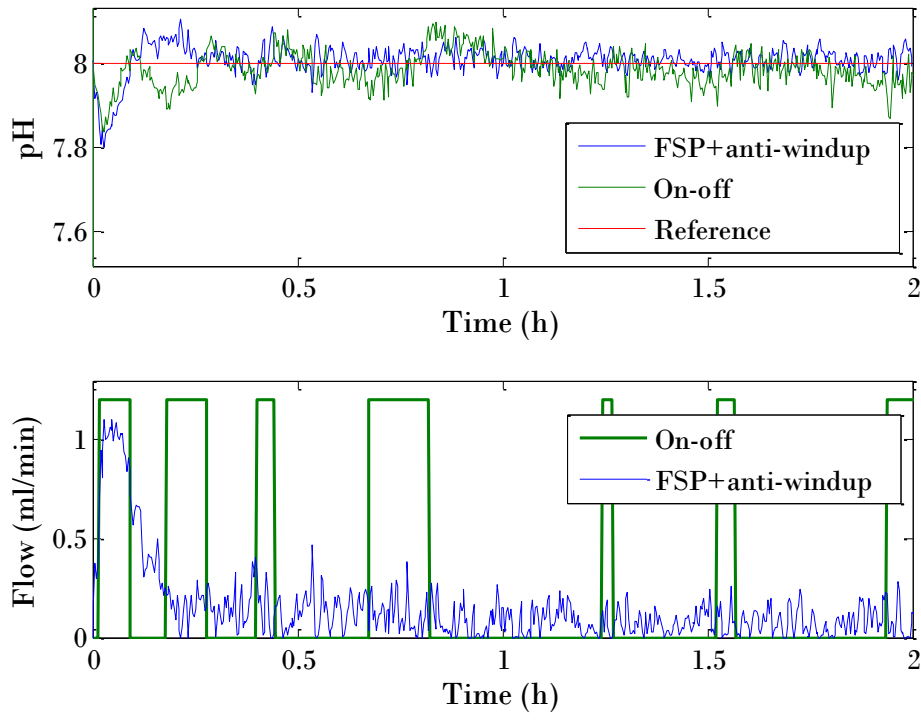 8
7.8
7.6
pH
FSP+anti-windup
On-off
Reference
0
0.5
1
1.5
2
Time (h)
1
0.5
0
Flow (ml/min)
On-off
FSP+anti-windup
0
0.5
1
1.5
2
Time (h)